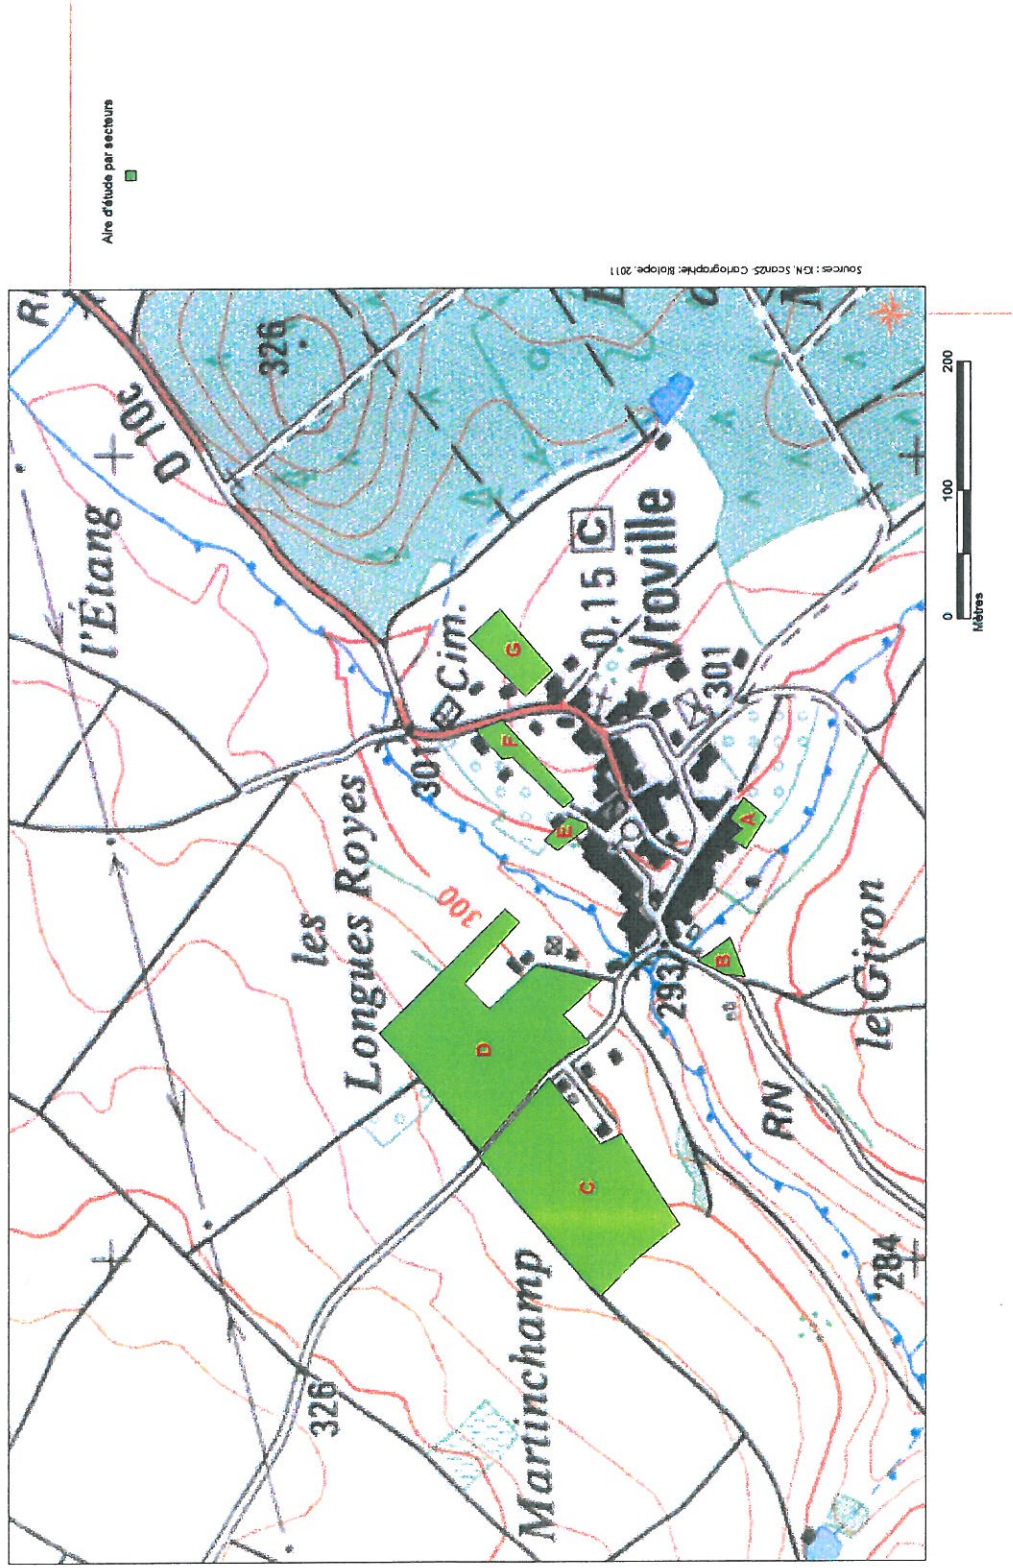 Aire d'étude par secteurs
Sources : IGN, Scan25- Cartographie: Biotope, 2011
l'Étang
D 10c
326
les
Longues Royes
300
301
Cim.
0,15 C
Vroville
301
293
le Giron
RN
284
Martinchamp
326
A
B
C
D
E
F
G
0
100
200
Mètres